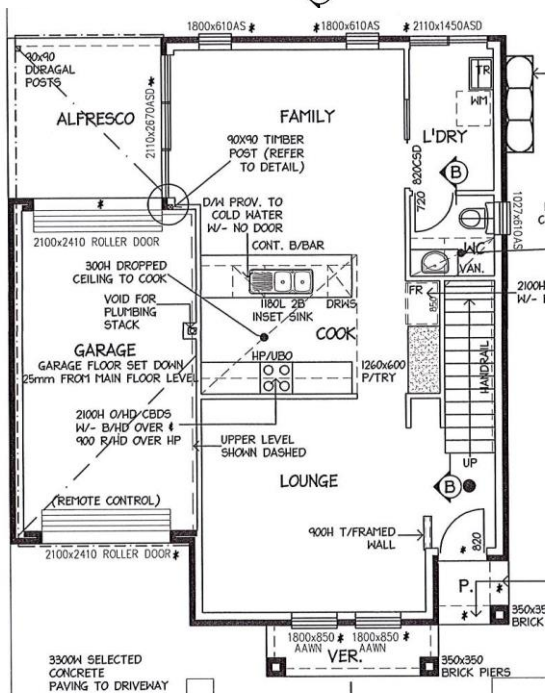 1800x610AS *
*1800x610AS
* 2110x1450ASD
90x90
DURAGAL
POSTS
ALFRESCO
2110x2670ASD*
FAMILY
90X90 TIMBER
POST (REFER
TO DETAIL)
TR
WM
L'DRY
820CSD
720
B
D/W PROV. TO
COLD WATER
W/- NO DOOR
CONT. B/BAR
1027x610AS
WC
VAN.
2100x2410 ROLLER DOOR
300H DROPPED
CEILING TO COOK
VOID FOR
PLUMBING
STACK
1180L 2B
INSET SINK
DRWS
FR
850
2100H
W/-
COOK
GARAGE
GARAGE FLOOR SET DOWN
25mm FROM MAIN FLOOR LEVEL
HP/UBO
1260x600
P/TRY
HANDRAIL
2100H O/HD CBDS
W/- B/HD OVER &
900 R/HD OVER HP
UPPER LEVEL
SHOWN DASHED
UP
LOUNGE
B
(REMOTE CONTROL)
900H T/FRAMED
WALL
820
*
2100x2410 ROLLER DOOR*
P.
*
350x35
BRICK
1800x850 *
AAWN
1800x850 *
AAWN
VER.
350x350
BRICK PIERS
3300W SELECTED
CONCRETE
PAVING TO DRIVEWAY